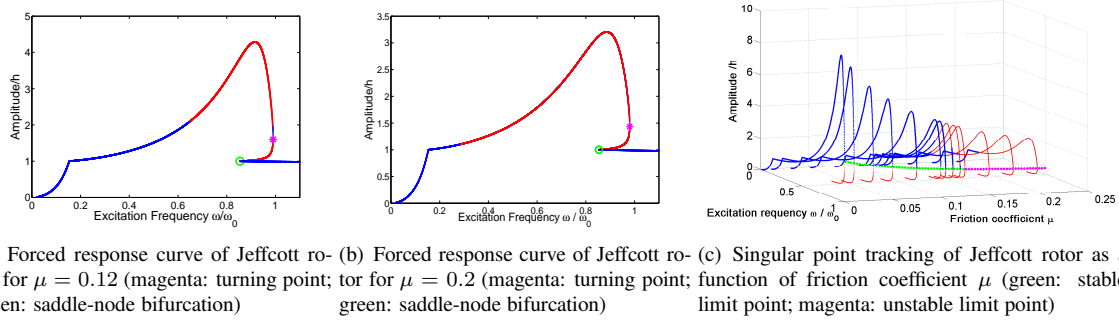 5
4
3
2
1
0
Amplitude/h
0 0.2 0.4 0.6 0.8 1
Excitation Frequency ω/ω0
3.5
3
2.5
2
1.5
1
0.5
0
Amplitude/h
0 0.2 0.4 0.6 0.8 1
Excitation Frequency ω / ω0
10
8
6
4
2
0
Amplitude /h
0
0.5
1
Excitation requency ω / ω0
0 0.05 0.1 0.15 0.2 0.25
Friction coefficient μ
Forced response curve of Jeffcott ro-
for μ = 0.12 (magenta: turning point;
en: saddle-node bifurcation)
(b) Forced response curve of Jeffcott ro-
tor for μ = 0.2 (magenta: turning point;
green: saddle-node bifurcation)
(c) Singular point tracking of Jeffcott rotor as
function of friction coefficient μ (green: stable
limit point; magenta: unstable limit point)